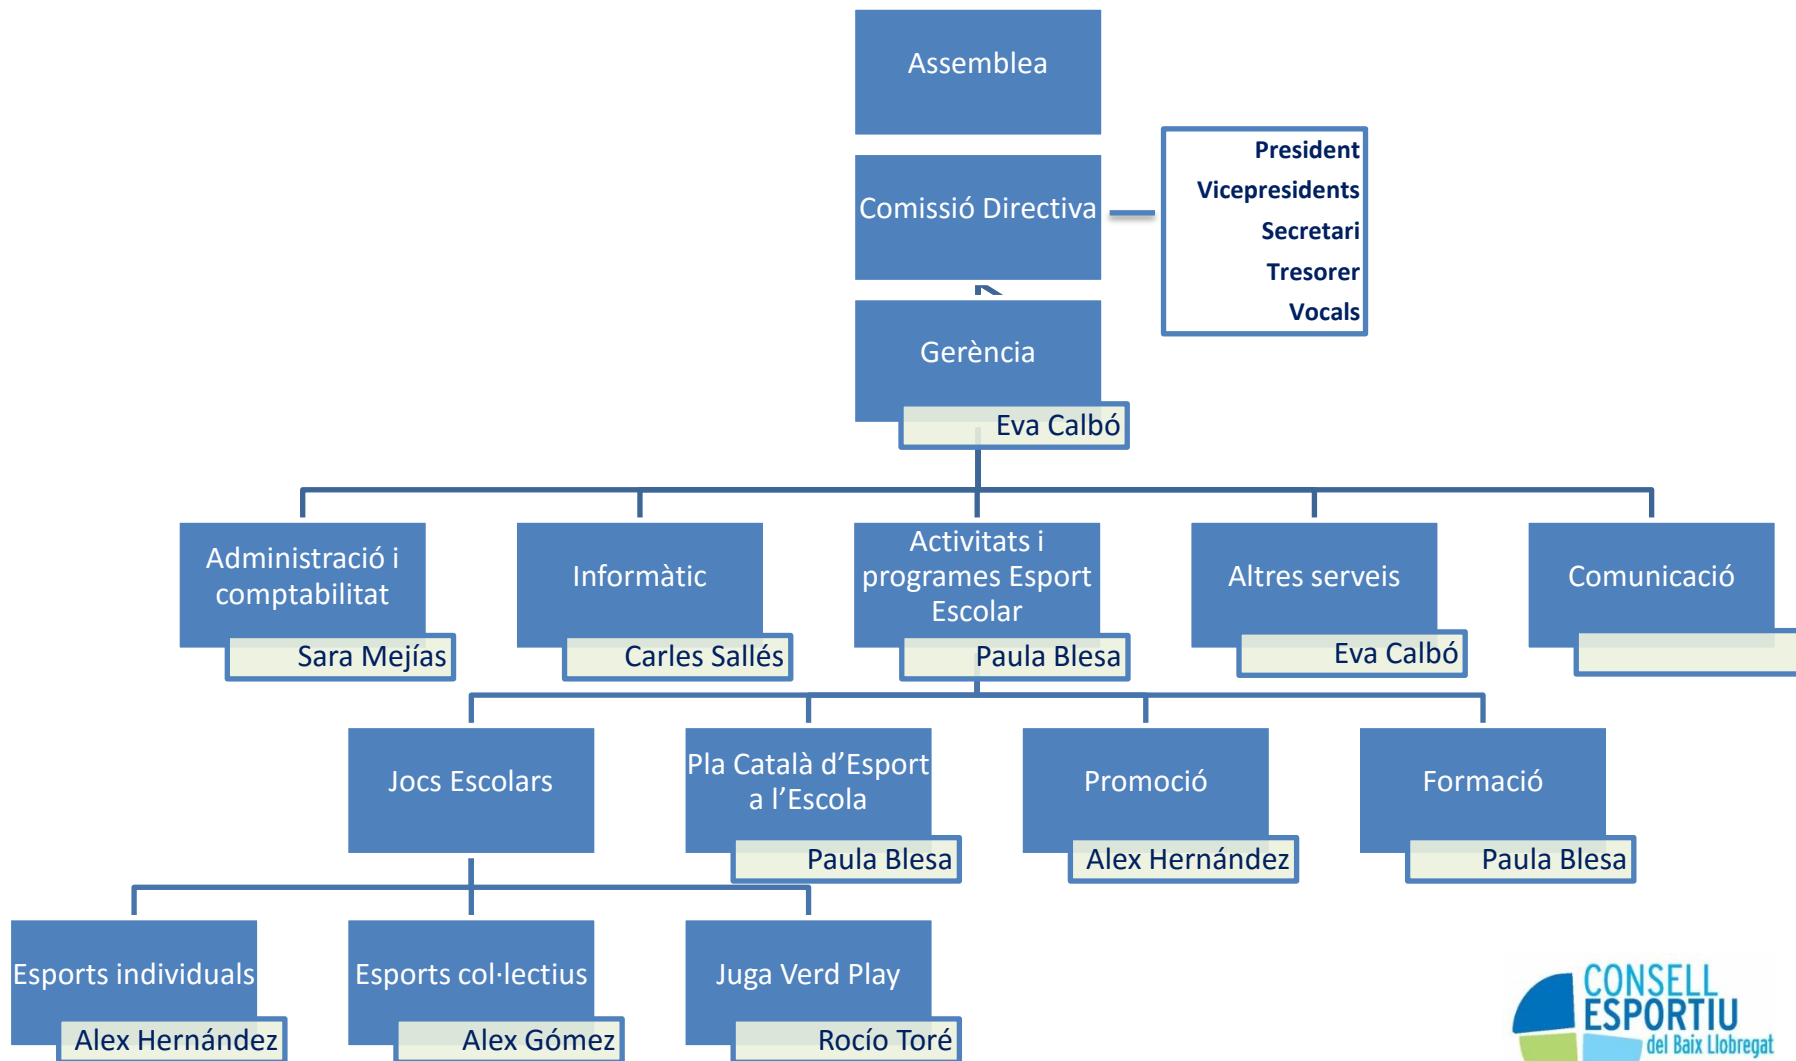 Assemblea
Comissió Directiva
President
Vicepresidents
Secretari
Tresorer
Vocals
Gerència
Eva Calbó
Administració i
comptabilitat
Sara Mejías
Informàtic
Carles Sallés
Activitats i
programes Esport
Escolar
Paula Blesa
Altres serveis
Eva Calbó
Comunicació
Jocs Escolars
Pla Català d’Esport
a l’Escola
Paula Blesa
Promoció
Alex Hernández
Formació
Paula Blesa
Esports individuals
Alex Hernández
Esports col·lectius
Alex Gómez
Juga Verd Play
Rocío Toré
CONSELL
ESPORTIU
del Baix Llobregat